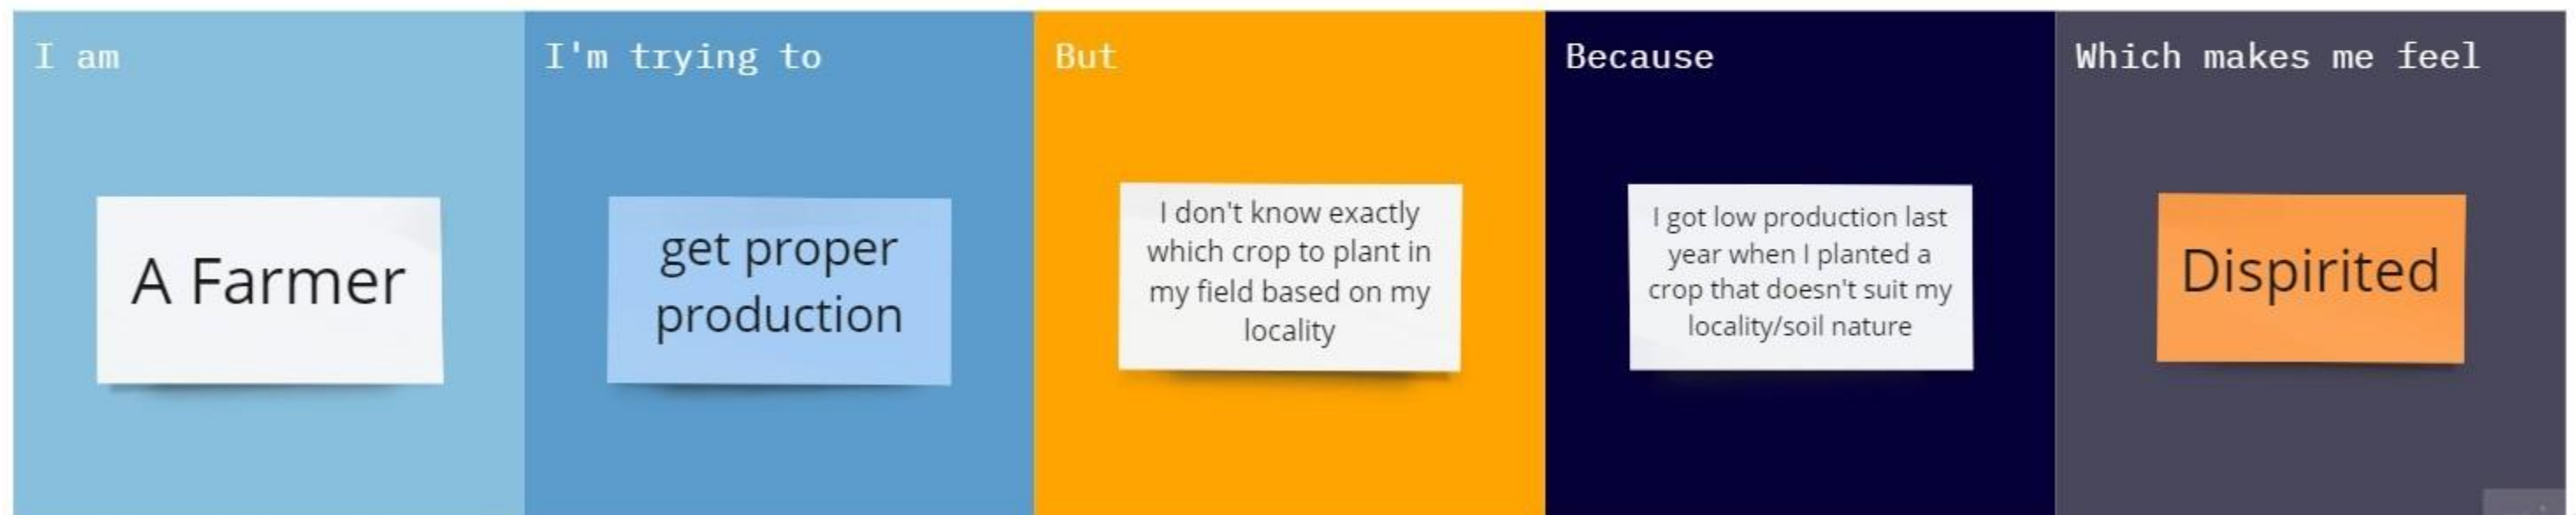 I am
A Farmer
I'm trying to
get proper
production
But
I don't know exactly
which crop to plant in
my field based on my
locality
Because
I got low production last
year when I planted a
crop that doesn't suit my
locality/soil nature
Which makes me feel
Dispirited